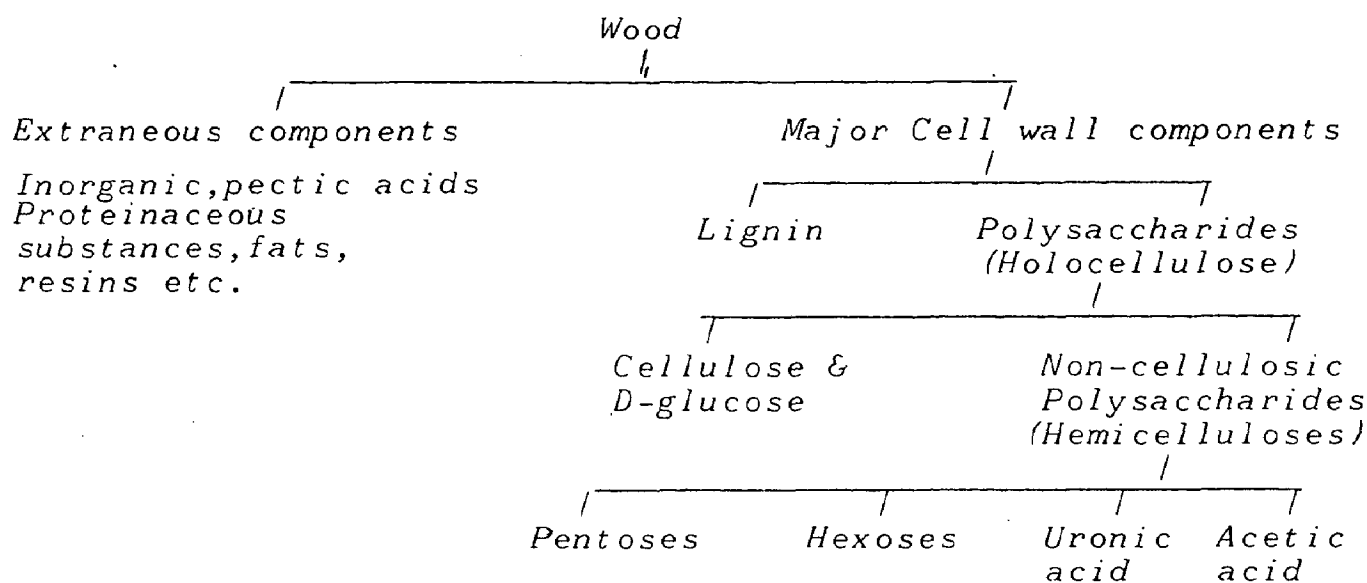 Wood
Extraneous components
Major Cell wall components
Inorganic,pectic acids
Proteinaceous
substances,fats,
resins etc.
Lignin
Polysaccharides
(Holocellulose)
Cellulose &
D-glucose
Non-cellulosic
Polysaccharides
(Hemicelluloses)
Pentoses
Hexoses
Uronic
acid
Acetic
acid